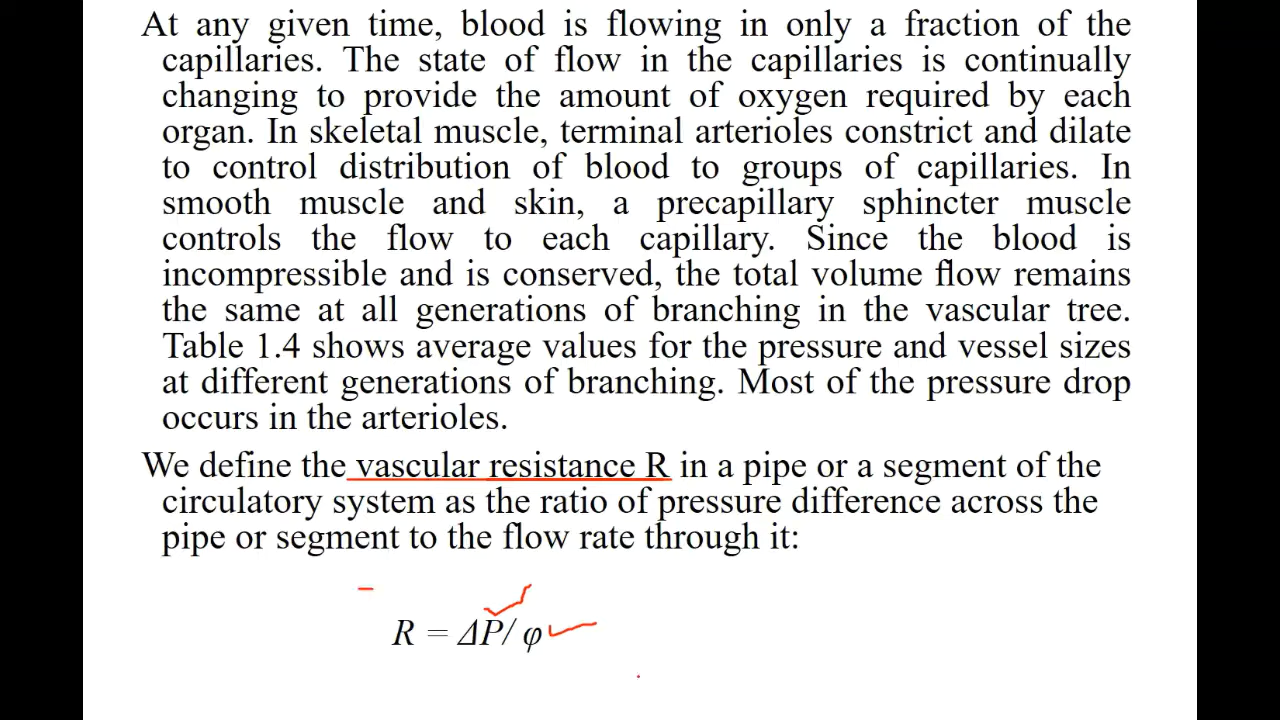 At any given time, blood is flowing in only a fraction of the
capillaries. The state of flow in the capillaries is continually
changing to provide the amount of oxygen required by each
organ. In skeletal muscle, terminal arterioles constrict and dilate
to control distribution of blood to groups of capillaries. In
smooth muscle and skin, a precapillary sphincter muscle
controls the flow to each capillary. Since the blood is
incompressible and is conserved, the total volume flow remains
the same at all generations of branching in the vascular tree.
Table 1.4 shows average values for the pressure and vessel sizes
at different generations of branching. Most of the pressure drop
occurs in the arterioles.
We define the vascular resistance R in a pipe or a segment of the
circulatory system as the ratio of pressure difference across the
pipe or segment to the flow rate through it:
R = ΔP/ φ